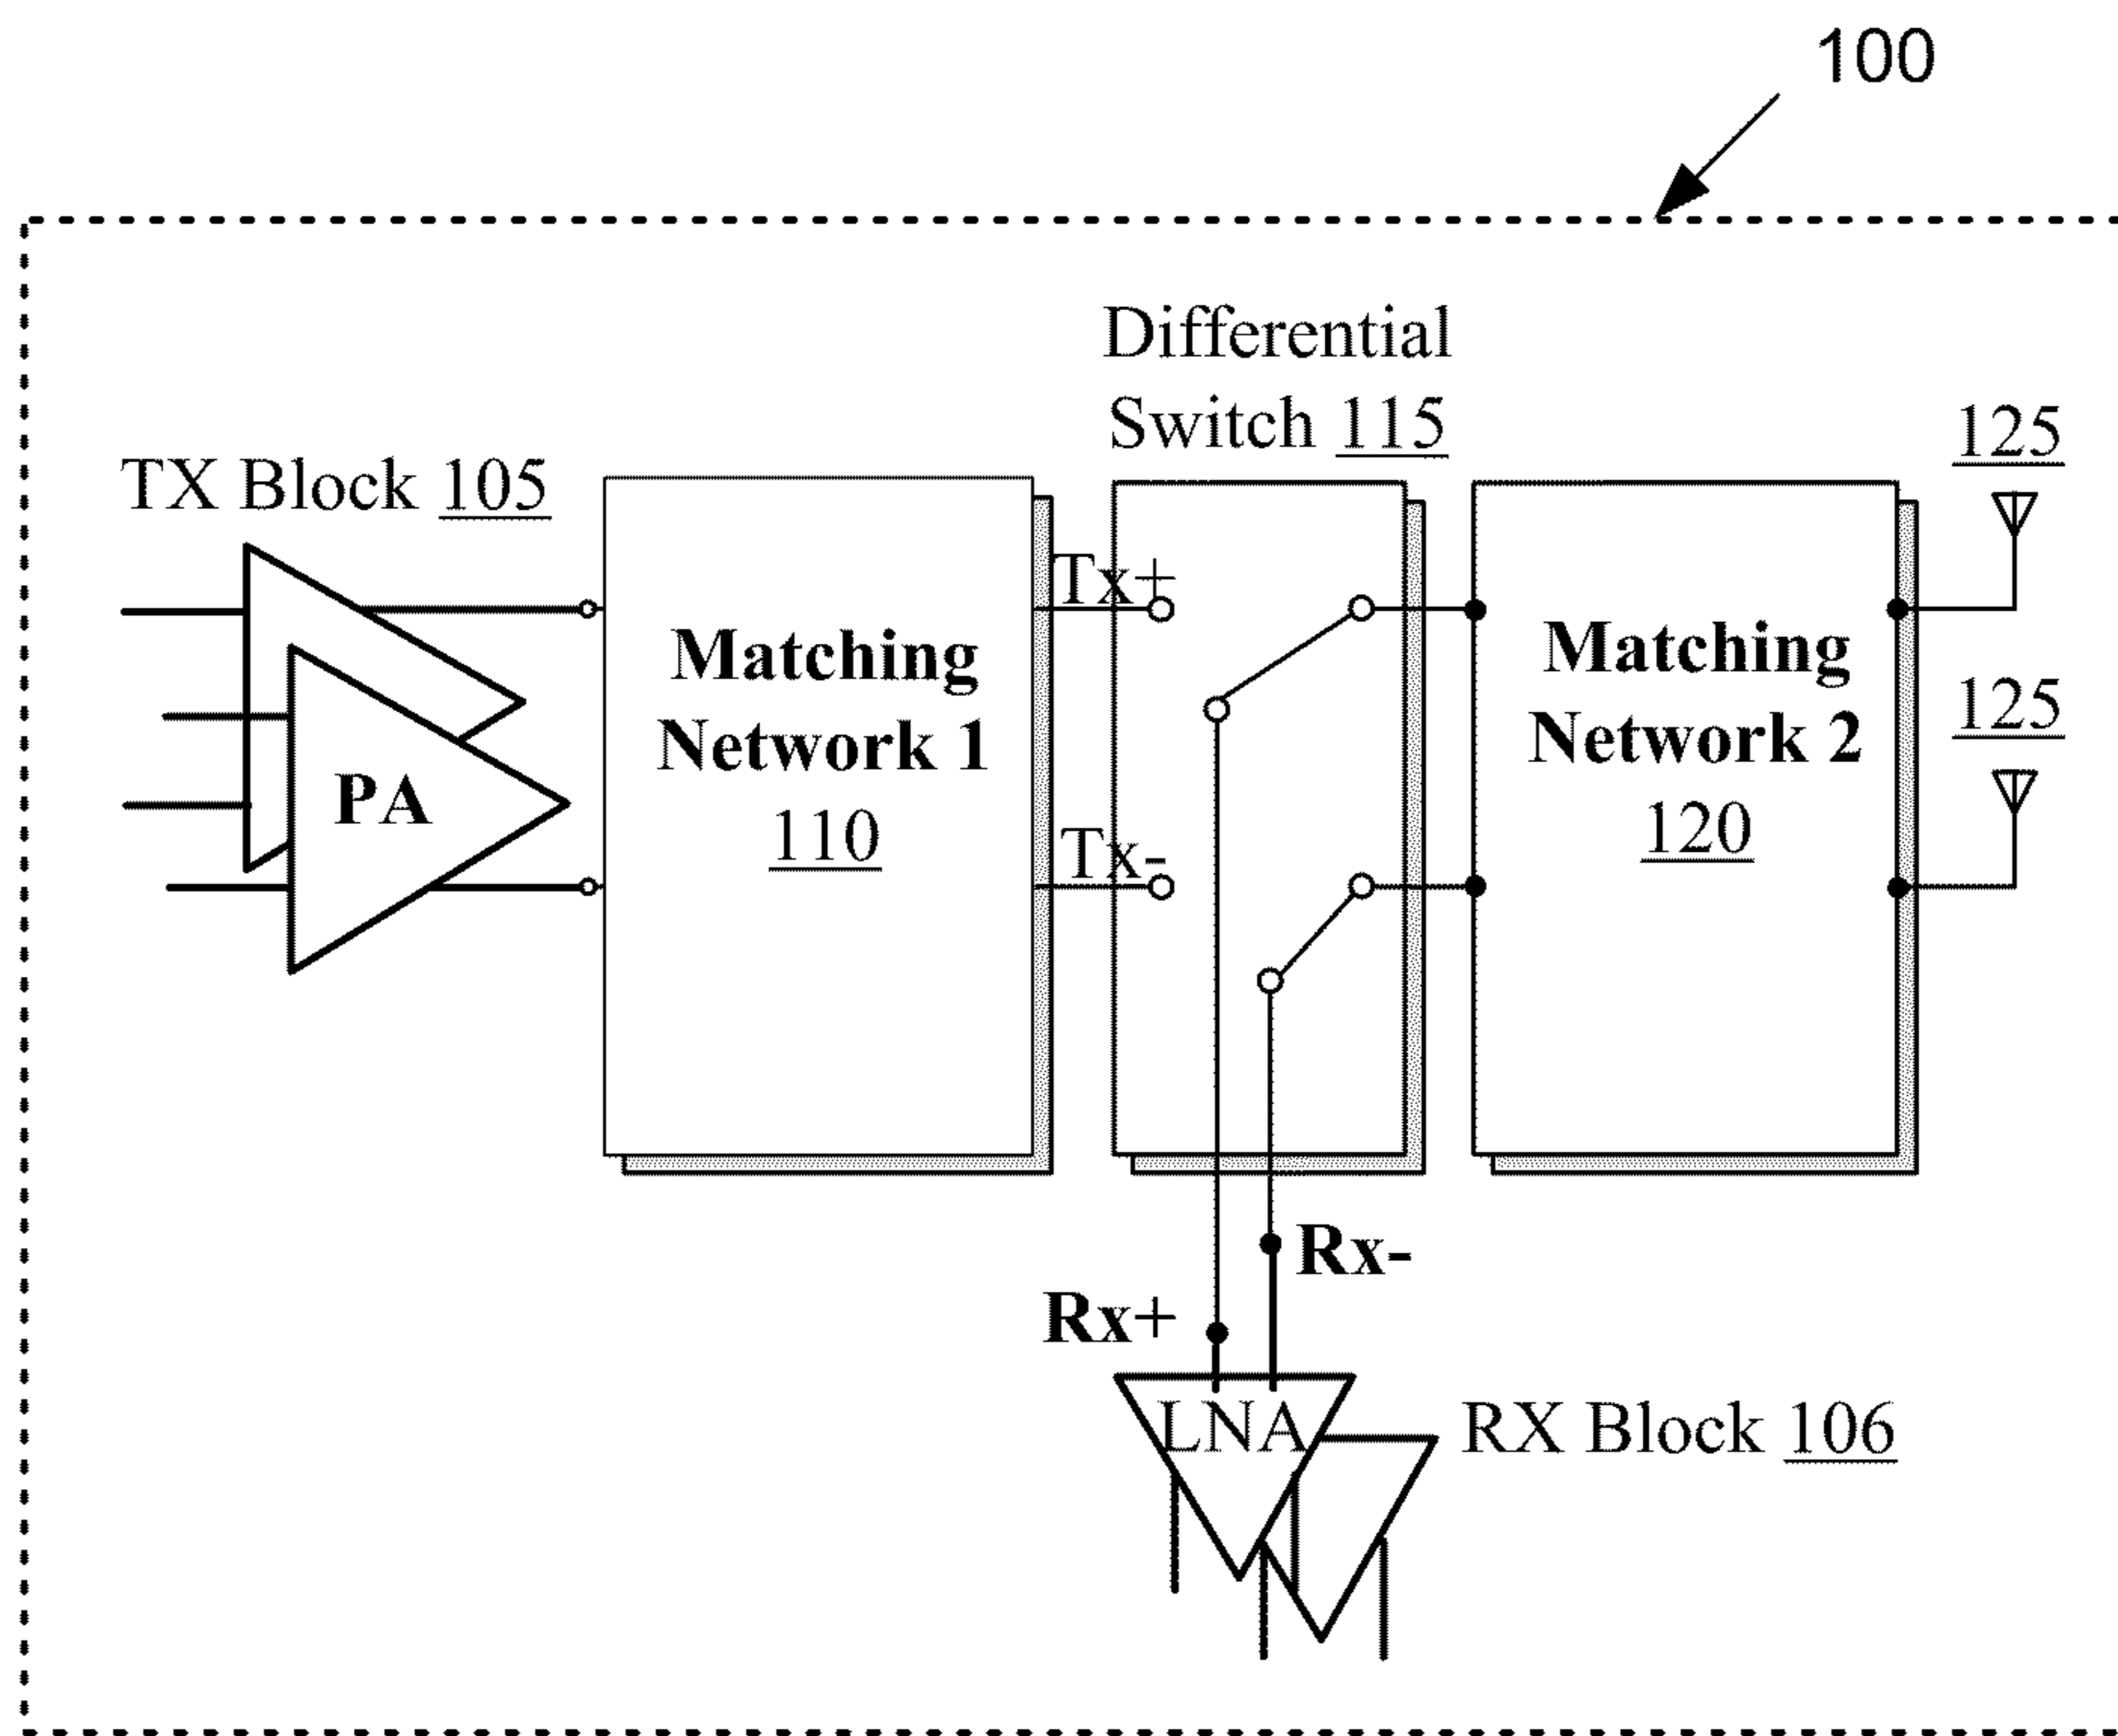 100
Differential
Switch 115
TX Block 105
125
Tx+
Matching
Network 1
110
Matching
Network 2
120
125
PA
Tx-
Rx-
Rx+
LNA
RX Block 106